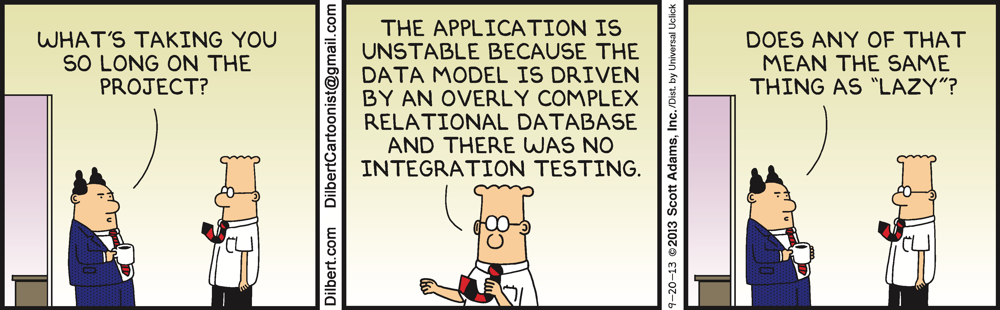 WHAT'S TAKING YOU
SO LONG ON THE
PROJECT?
Dilbert.com DilbertCartoonist@gmail.com
THE APPLICATION IS
UNSTABLE BECAUSE THE
DATA MODEL IS DRIVEN
BY AN OVERLY COMPLEX
RELATIONAL DATABASE
AND THERE WAS NO
INTEGRATION TESTING.
9-20-13 ©2013 Scott Adams, Inc. /Dist. by Universal Uclick
DOES ANY OF THAT
MEAN THE SAME
THING AS "LAZY"?